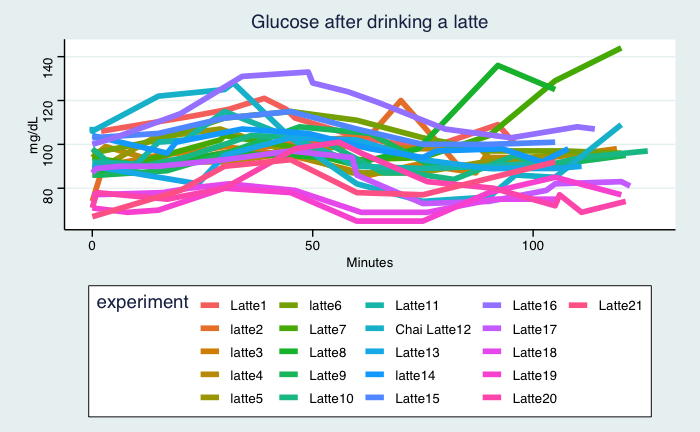 Glucose after drinking a latte
mg/dL
140
120
100
80
0 50 100
Minutes
experiment
Latte1 latte6 Latte11 Latte16 Latte21
latte2 Latte7 Chai Latte12 Latte17
latte3 Latte8 Latte13 Latte18
latte4 Latte9 latte14 Latte19
latte5 Latte10 Latte15 Latte20